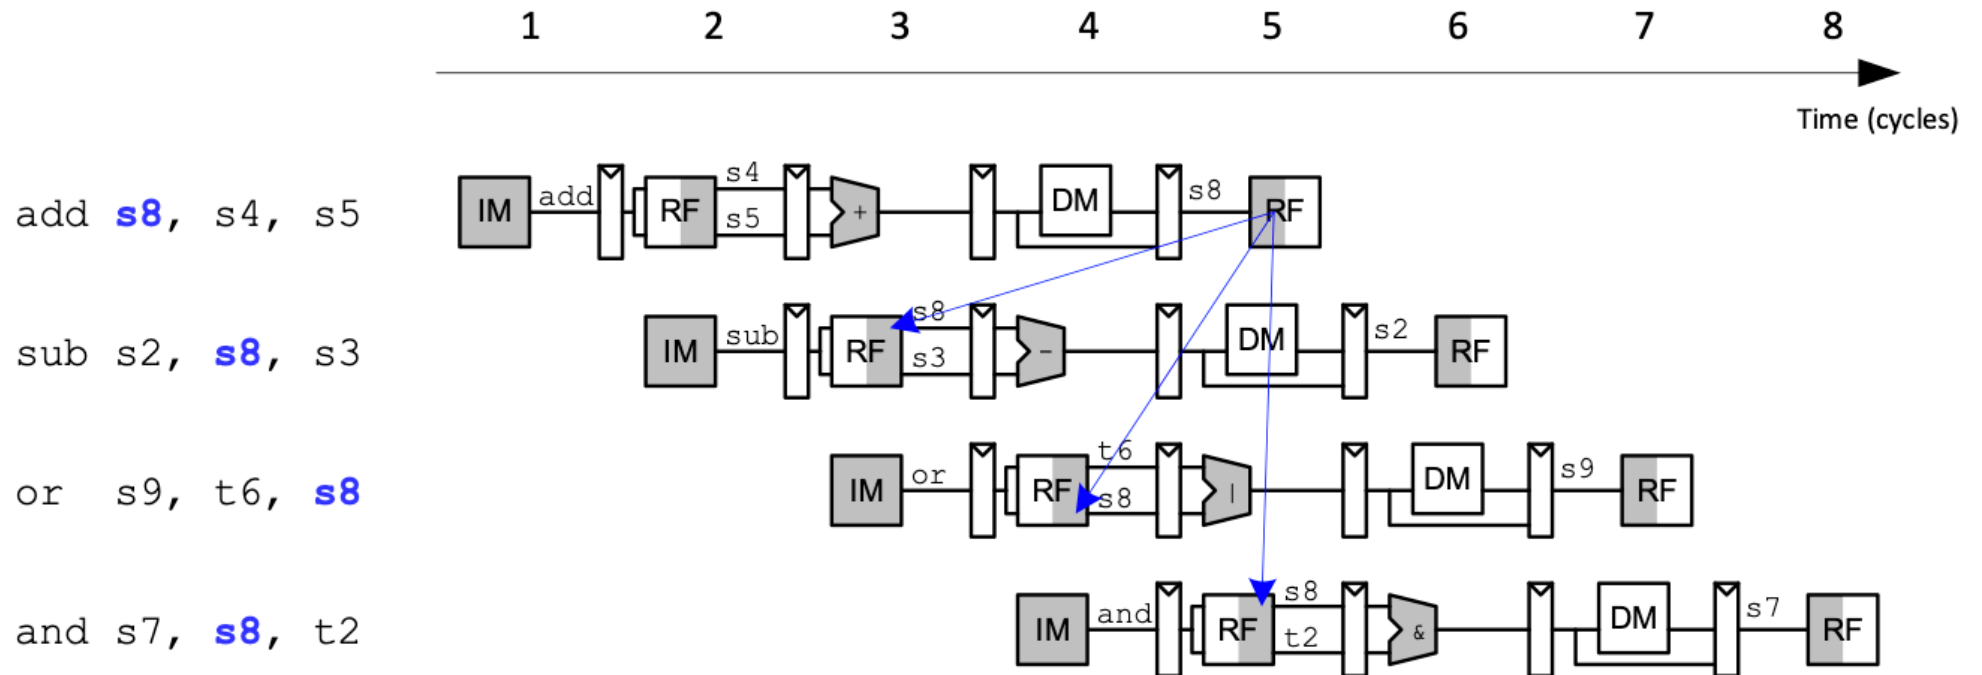 1 2 3 4 5 6 7 8
Time (cycles)
add s8, s4, s5
IM add RF s4 s5 + DM s8 RF
sub s2, s8, s3
IM sub RF s8 s3 - DM s2 RF
or s9, t6, s8
IM or RF t6 s8 | DM s9 RF
and s7, s8, t2
IM and RF s8 t2 & DM s7 RF